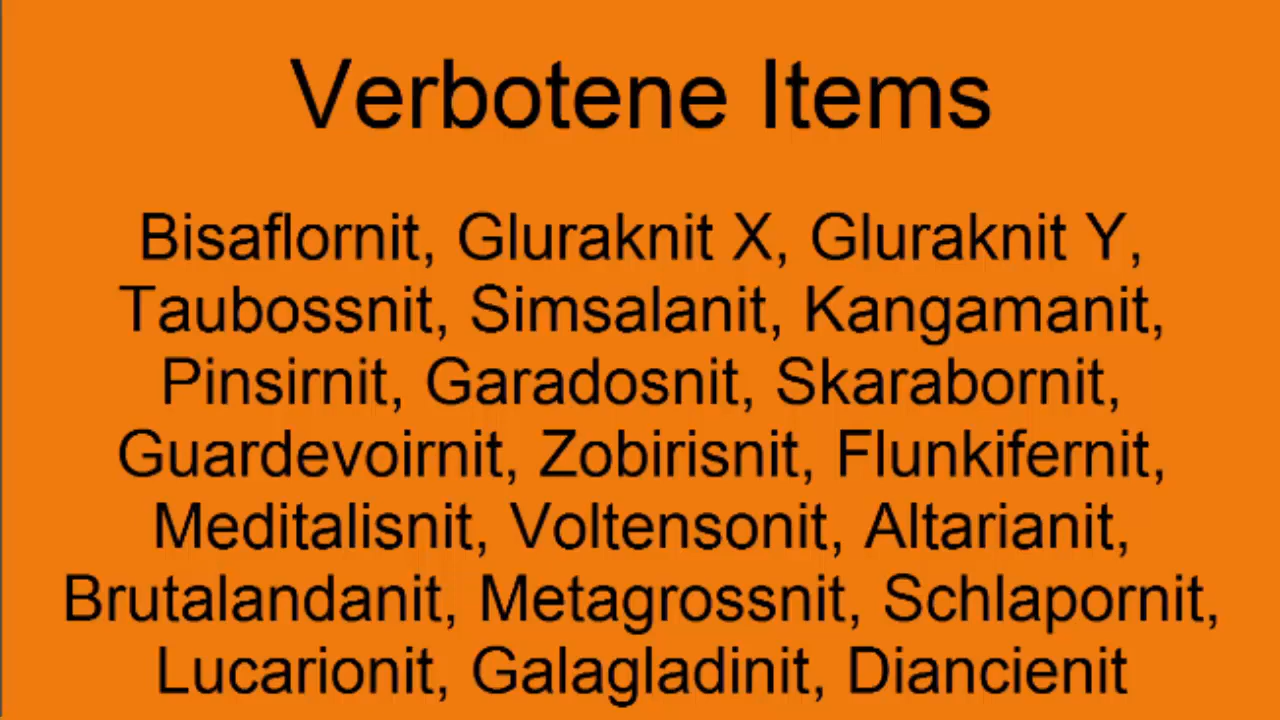 Verbotene Items
Bisaflornit, Gluraknit X, Gluraknit Y,
Taubossnit, Simsalanit, Kangamanit,
Pinsirnit, Garadosnit, Skarabornit,
Guardevoirnit, Zobirisnit, Flunkifernit,
Meditalisnit, Voltensonit, Altarianit,
Brutalandanit, Metagrossnit, Schlapornit,
Lucarionit, Galagladinit, Diancienit